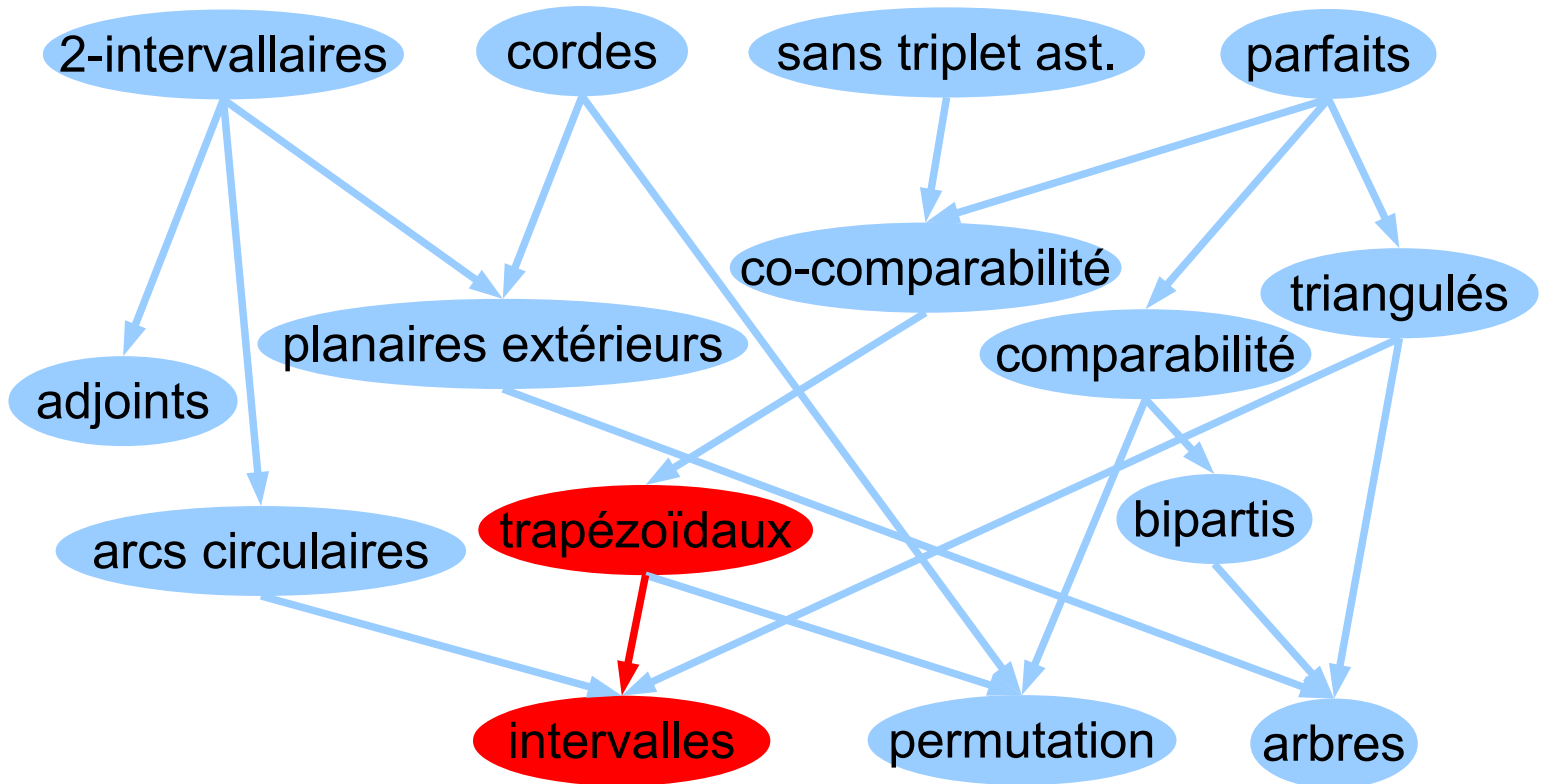 2-intervallaires
cordes
sans triplet ast.
parfaits
co-comparabilité
triangulés
planaires extérieurs
comparabilité
adjoints
trapézoïdaux
bipartis
arcs circulaires
intervalles
permutation
arbres